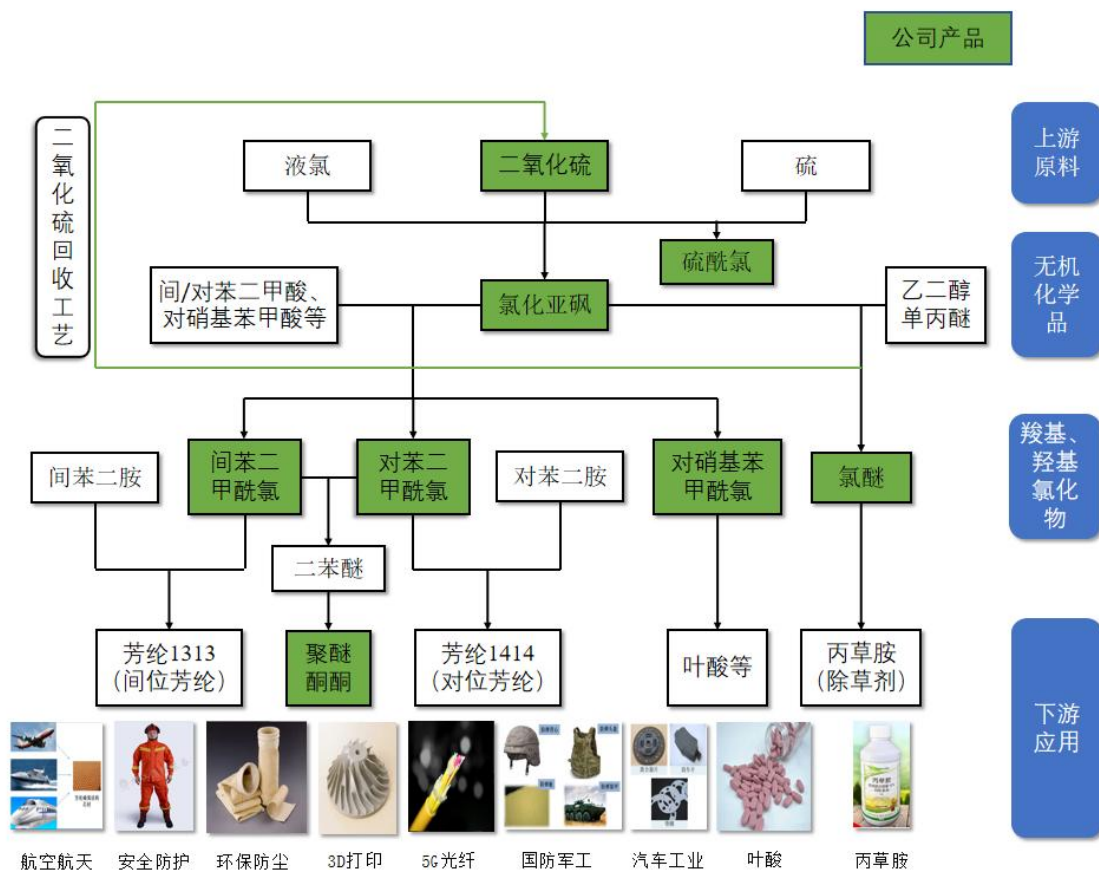 公司产品
二氧化硫回收工艺
液氯
二氧化硫
硫
上游
原料
硫酰氯
无机
化学
品
间/对苯二甲酸、
对硝基苯甲酸等
氯化亚砜
乙二醇
单丙醚
羧基、
羟基
氯化
物
间苯二胺
间苯二
甲酰氯
对苯二
甲酰氯
对苯二胺
对硝基苯
甲酰氯
氯醚
二苯醚
芳纶1313
（间位芳纶）
聚醚
酮酮
芳纶1414
（对位芳纶）
叶酸等
丙草胺
（除草剂）
下游
应用
丙草胺
航空航天
安全防护
环保防尘
3D打印
5G光纤
国防军工
汽车工业
叶酸
丙草胺